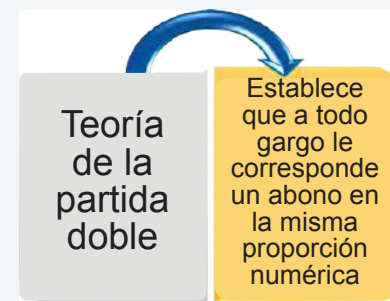 Teoría
de la
partida
doble
Establece
que a todo
gargo le
corresponde
un abono en
la misma
proporción
numérica